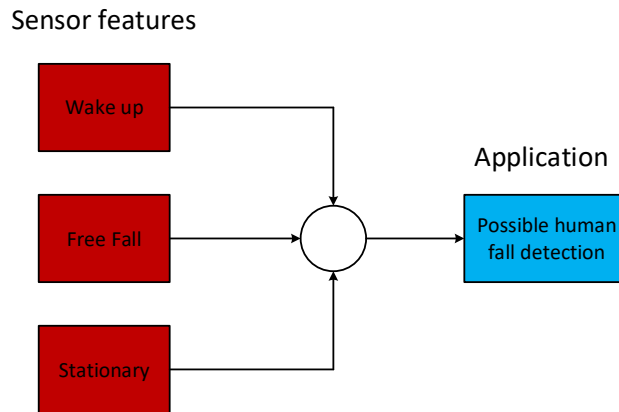 Sensor features
Wake up
Application
Free Fall
Possible human
fall detection
Stationary